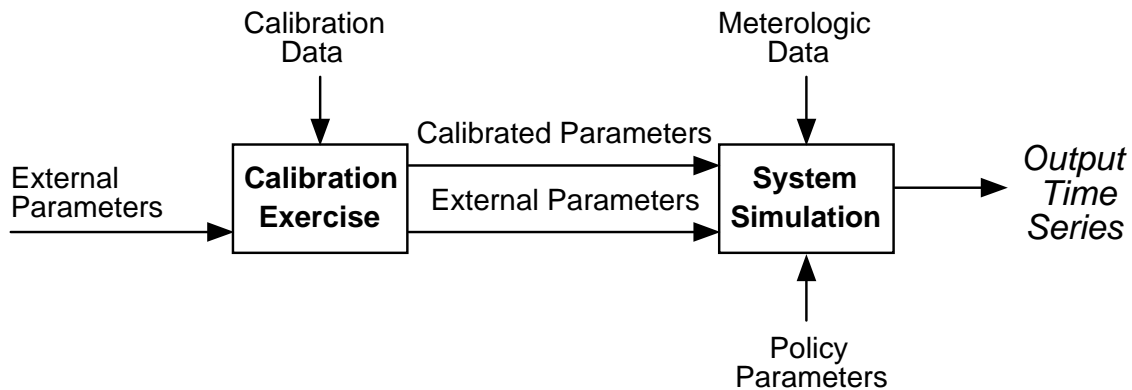 Calibration
Data
Meterologic
Data
Calibrated Parameters
External
Parameters
Calibration
Exercise
External Parameters
System
Simulation
Output
Time
Series
Policy
Parameters